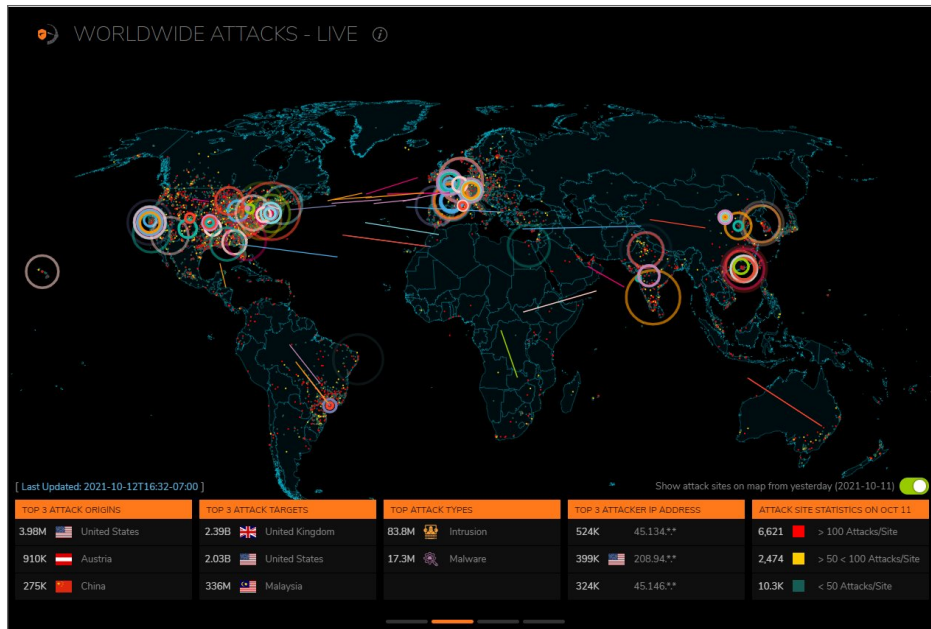 WORLDWIDE ATTACKS - LIVE
[ Last Updated: 2021-10-12T16:32-07:00 ]
Show attack sites on map from yesterday (2021-10-11)
TOP 3 ATTACK ORIGINS
3.98M United States
910K Austria
275K China
TOP 3 ATTACK TARGETS
2.39B United Kingdom
2.03B United States
336M Malaysia
TOP ATTACK TYPES
83.8M Intrusion
17.3M Malware
TOP 3 ATTACKER IP ADDRESS
524K 45.134.*.*
399K 208.94.*.*
324K 45.146.*.*
ATTACK SITE STATISTICS ON OCT 11
6,621 > 100 Attacks/Site
2,474 > 50 < 100 Attacks/Site
10.3K < 50 Attacks/Site